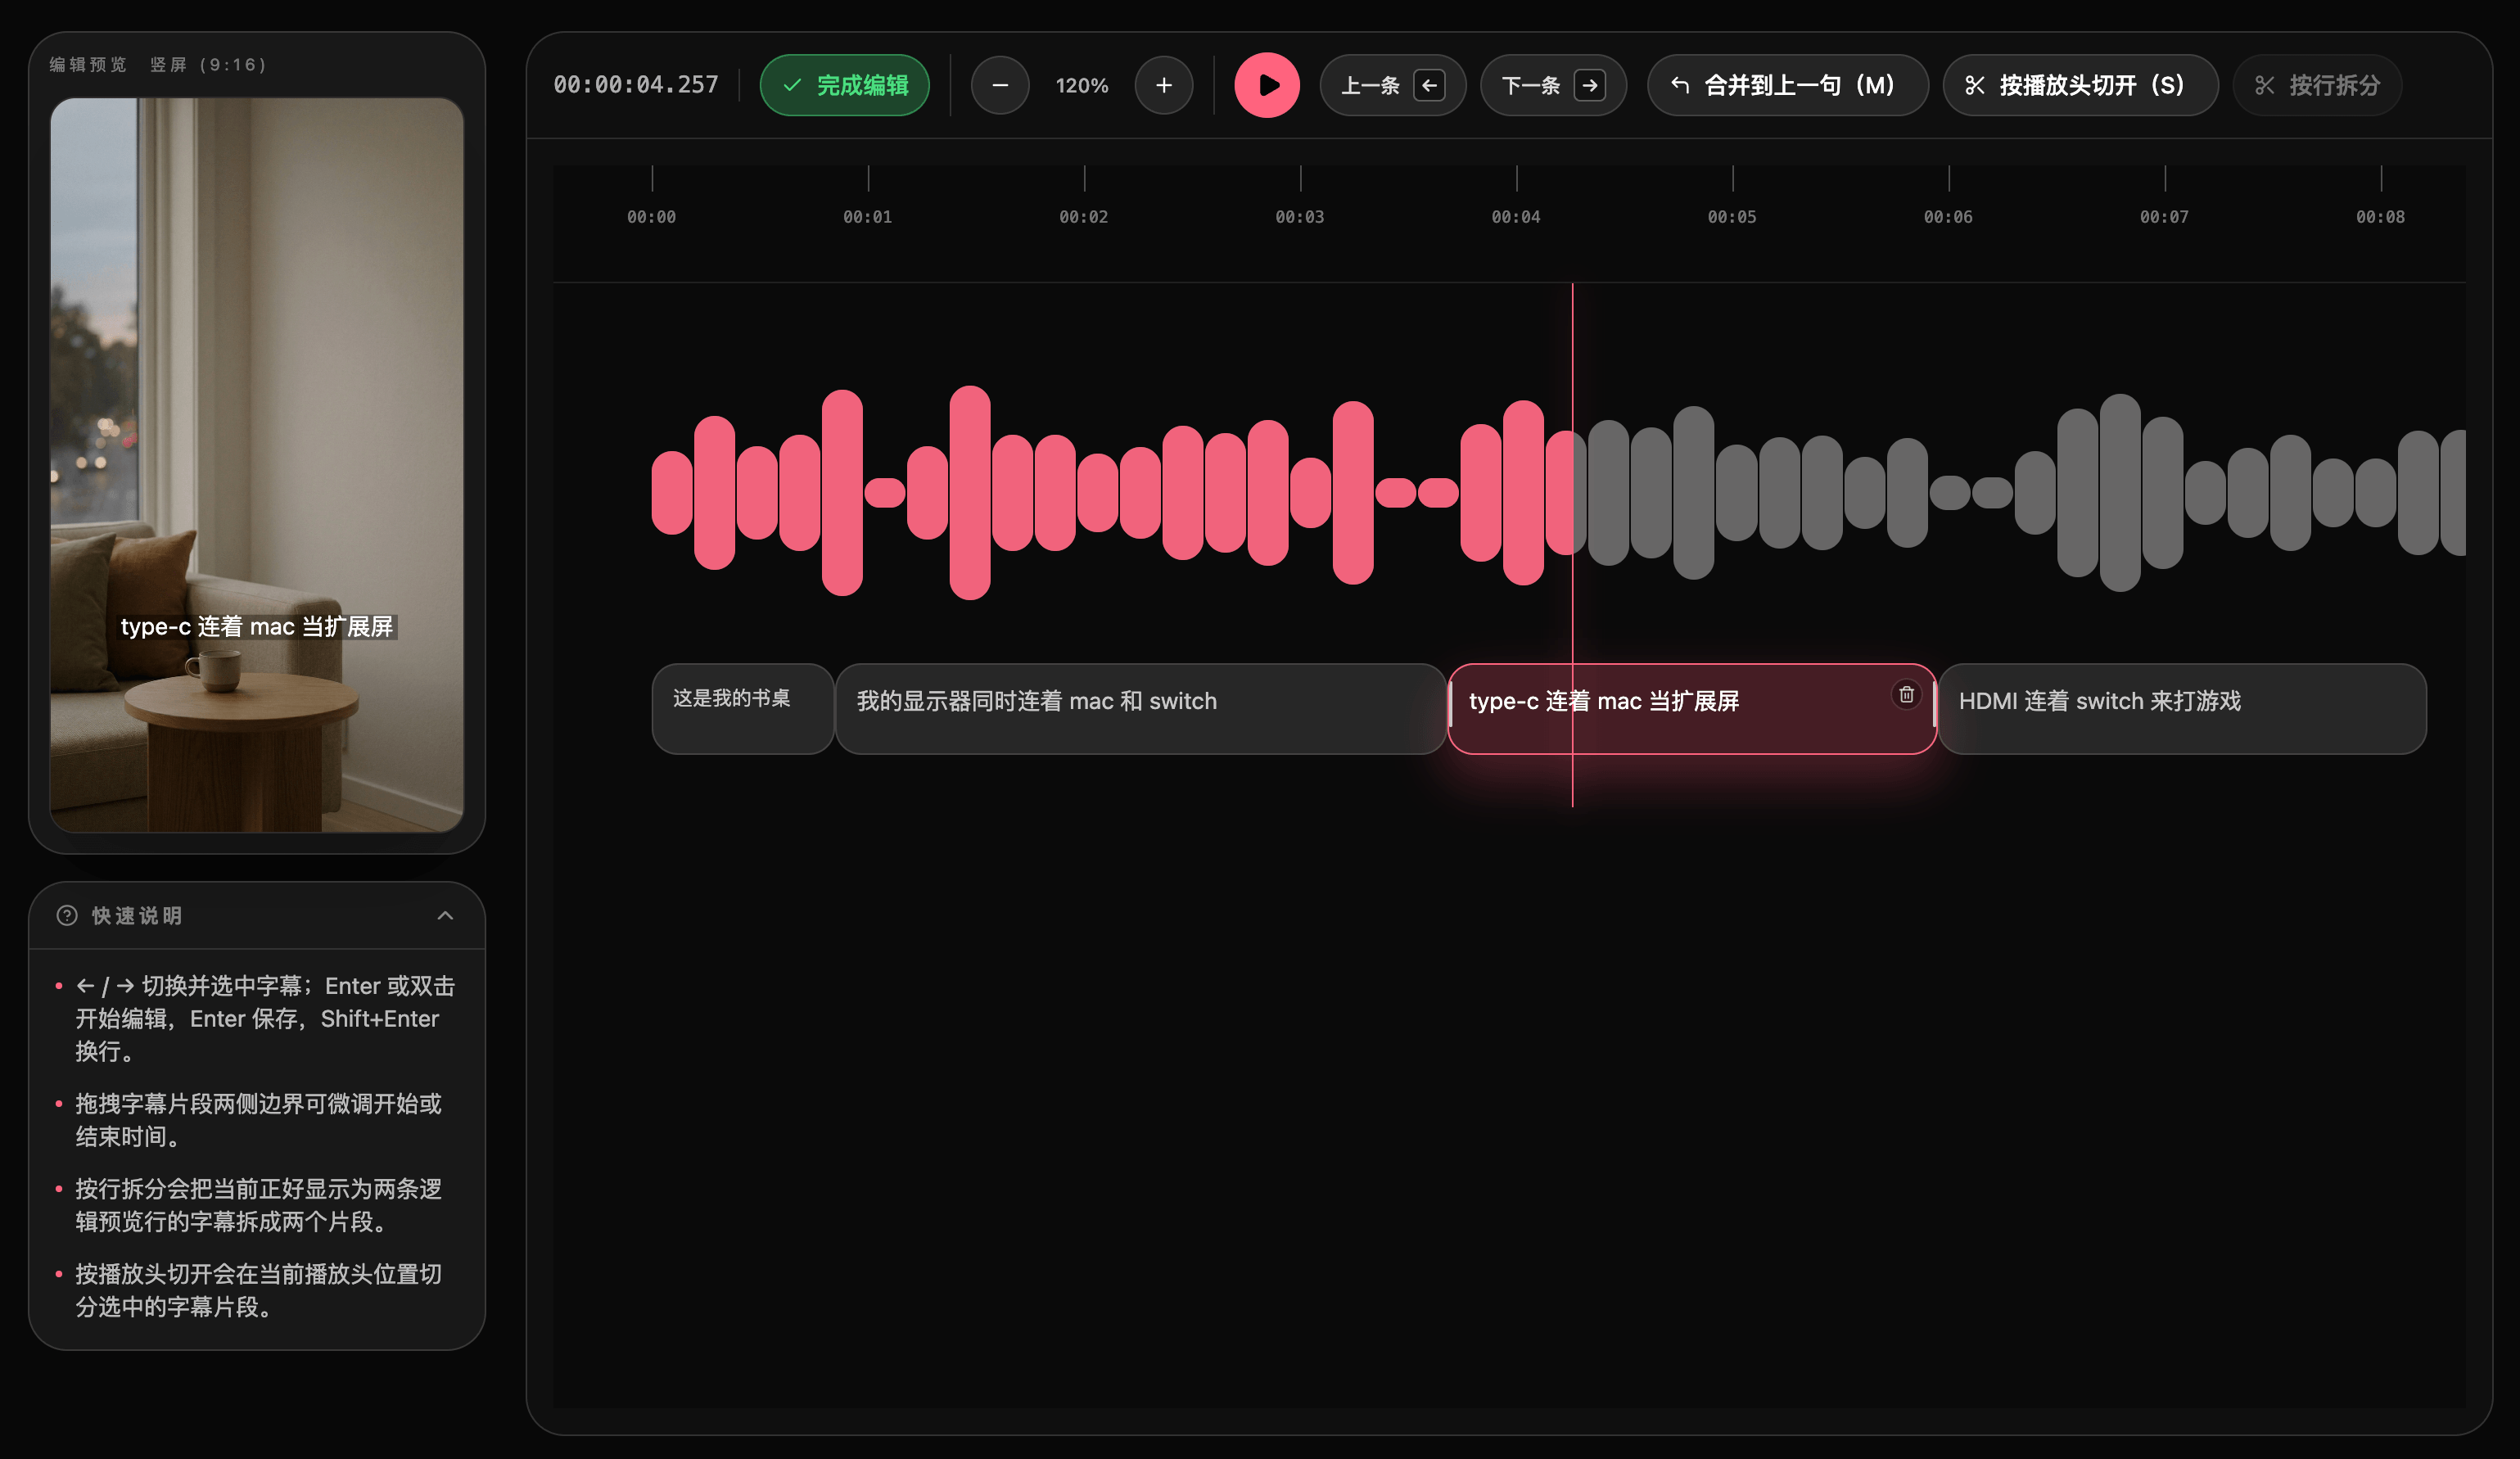 编辑预览 竖屏 (9:16)
type-c 连着 mac 当扩展屏
快速说明
← / → 切换并选中字幕；Enter 或双击
开始编辑，Enter 保存，Shift+Enter
换行。
拖拽字幕片段两侧边界可微调开始或
结束时间。
按行拆分会把当前正好显示为两条逻
辑预览行的字幕拆成两个片段。
按播放头切开会在当前播放头位置切
分选中的字幕片段。
00:00:04.257 完成编辑 120% 上一条 ← 下一条 → 合并到上一句（M） 按播放头切开（S） 按行拆分
00:00 00:01 00:02 00:03 00:04 00:05 00:06 00:07 00:08
这是我的书桌 我的显示器同时连着 mac 和 switch type-c 连着 mac 当扩展屏 HDMI 连着 switch 来打游戏